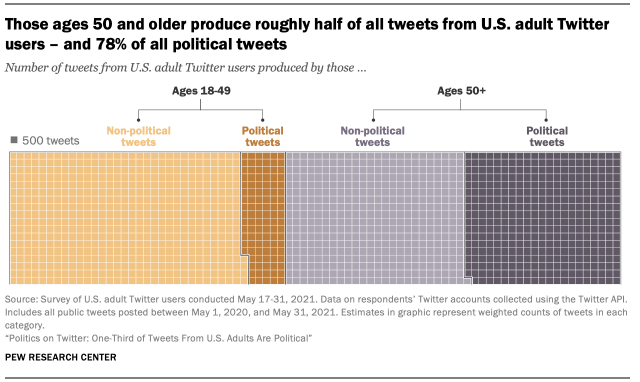 Those ages 50 and older produce roughly half of all tweets from U.S. adult Twitter
users – and 78% of all political tweets
Number of tweets from U.S. adult Twitter users produced by those ...
Ages 18-49
Ages 50+
Non-political
tweets
Political
tweets
Non-political
tweets
Political
tweets
500 tweets
Source: Survey of U.S. adult Twitter users conducted May 17-31, 2021. Data on respondents' Twitter accounts collected using the Twitter API.
Includes all public tweets posted between May 1, 2020, and May 31, 2021. Estimates in graphic represent weighted counts of tweets in each
category.
“Politics on Twitter: One-Third of Tweets From U.S. Adults Are Political”
PEW RESEARCH CENTER